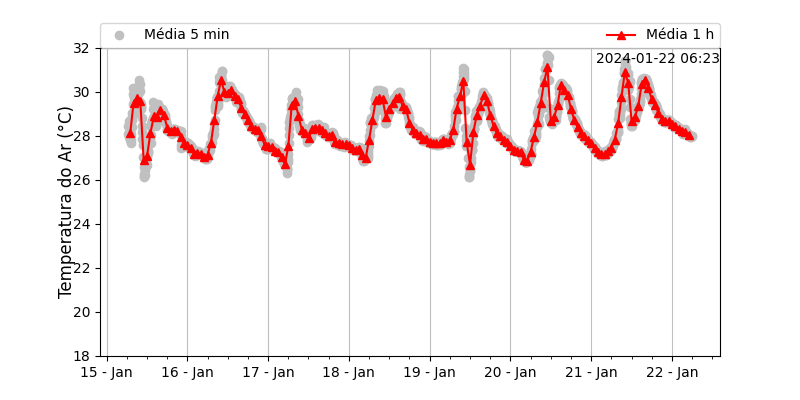 Média 5 min
Média 1 h
2024-01-22 06:23
Temperatura do Ar (°C)
32
30
28
26
24
22
20
18
15 - Jan
16 - Jan
17 - Jan
18 - Jan
19 - Jan
20 - Jan
21 - Jan
22 - Jan